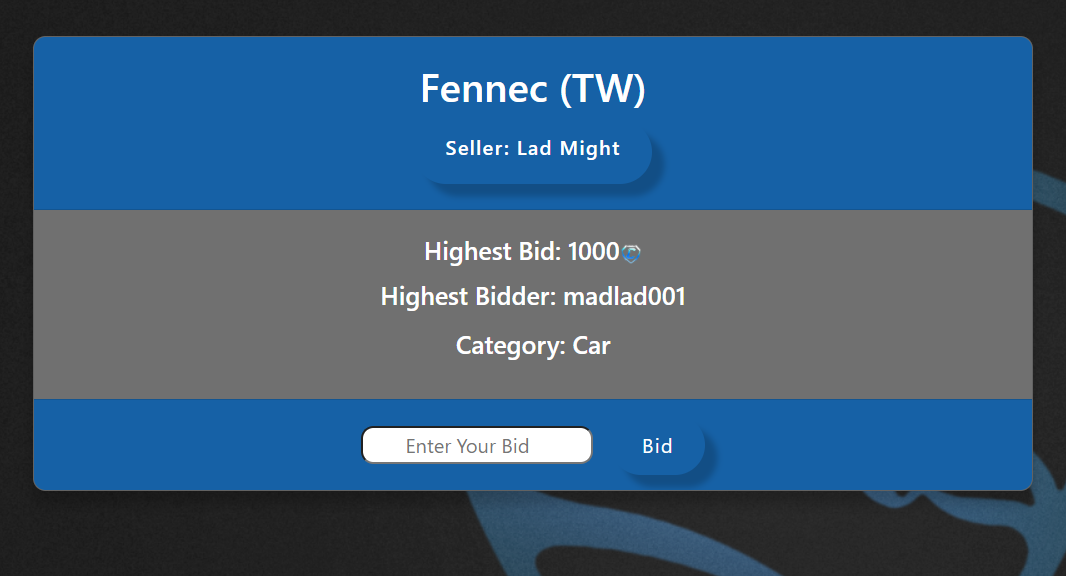 Fennec (TW)
Seller: Lad Might
Highest Bid: 1000
Highest Bidder: madlad001
Category: Car
Enter Your Bid
Bid